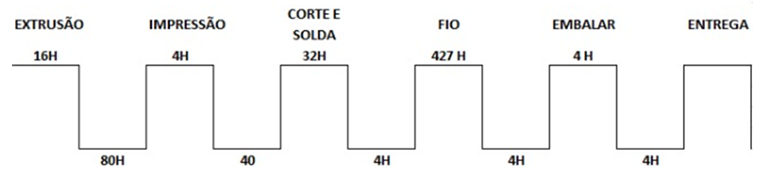 EXTRUSÃO
IMPRESSÃO
CORTE E
SOLDA
FIO
EMBALAR
ENTREGA
16H
4H
32H
427 H
4 H
80H
40
4H
4H
4H